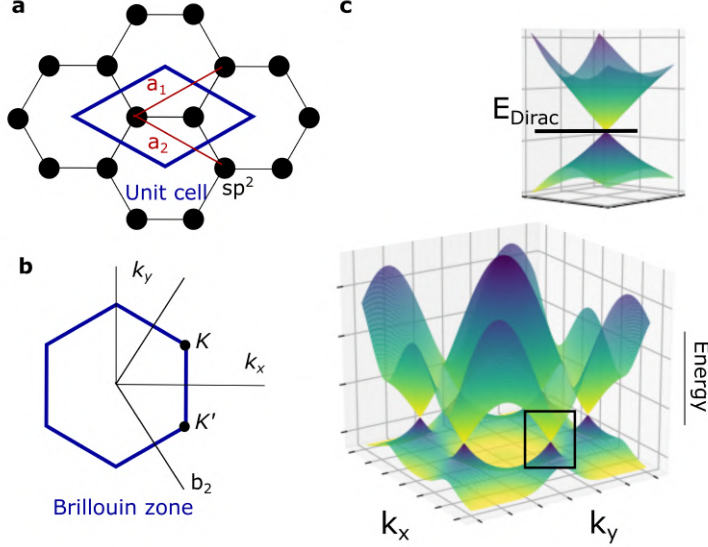 a
a1
a2
Unit cell
sp2
b
ky
K
kx
K'
b2
Brillouin zone
c
EDirac
Energy
kx
ky